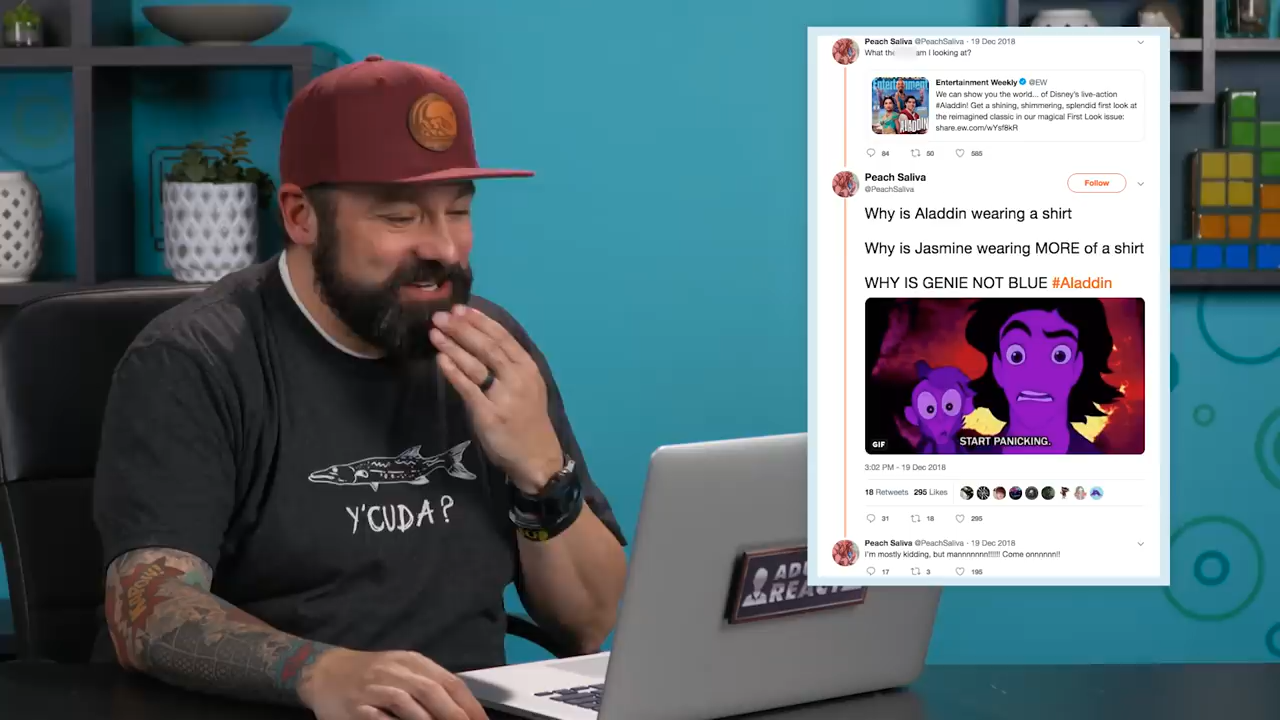 Peach Saliva @PeachSaliva · 19 Dec 2018
What the am I looking at?
Entertainment Weekly @EW
We can show you the world... of Disney's live-action
#Aladdin! Get a shining, shimmering, splendid first look at
the reimagined classic in our magical First Look issue:
share.ew.com/wYsf8kR
Entertainment
ALADDIN
84 50 585
Peach Saliva
@PeachSaliva
Follow
Why is Aladdin wearing a shirt
Why is Jasmine wearing MORE of a shirt
WHY IS GENIE NOT BLUE #Aladdin
START PANICKING.
GIF
3:02 PM - 19 Dec 2018
18 Retweets 295 Likes
31 18 295
Peach Saliva @PeachSaliva · 19 Dec 2018
I'm mostly kidding, but mannnnnnn!!!!!! Come onnnnnn!!
17 3 195
Y'CUDA?
KAPOW!
REACT